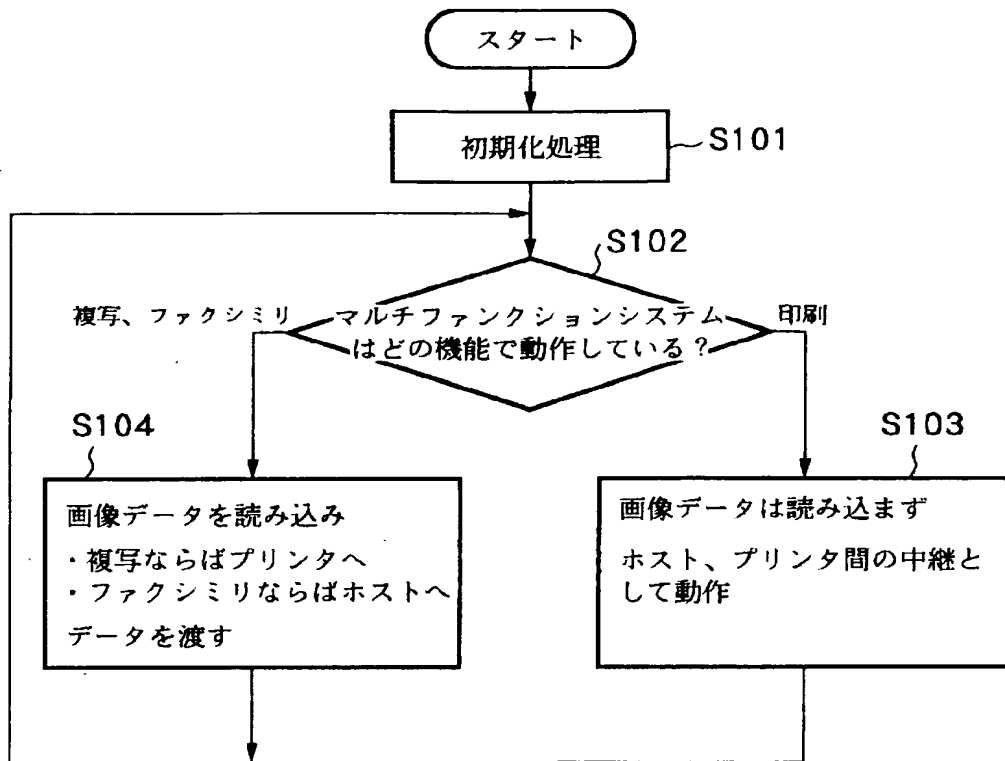 スタート
初期化処理
S101
S102
複写、ファクシミリ
マルチファンクションシステム
はどの機能で動作している？
印刷
S104
S103
画像データを読み込み
・複写ならばプリンタへ
・ファクシミリならばホストへ
データを渡す
画像データは読み込まず
ホスト、プリンタ間の中継と
して動作